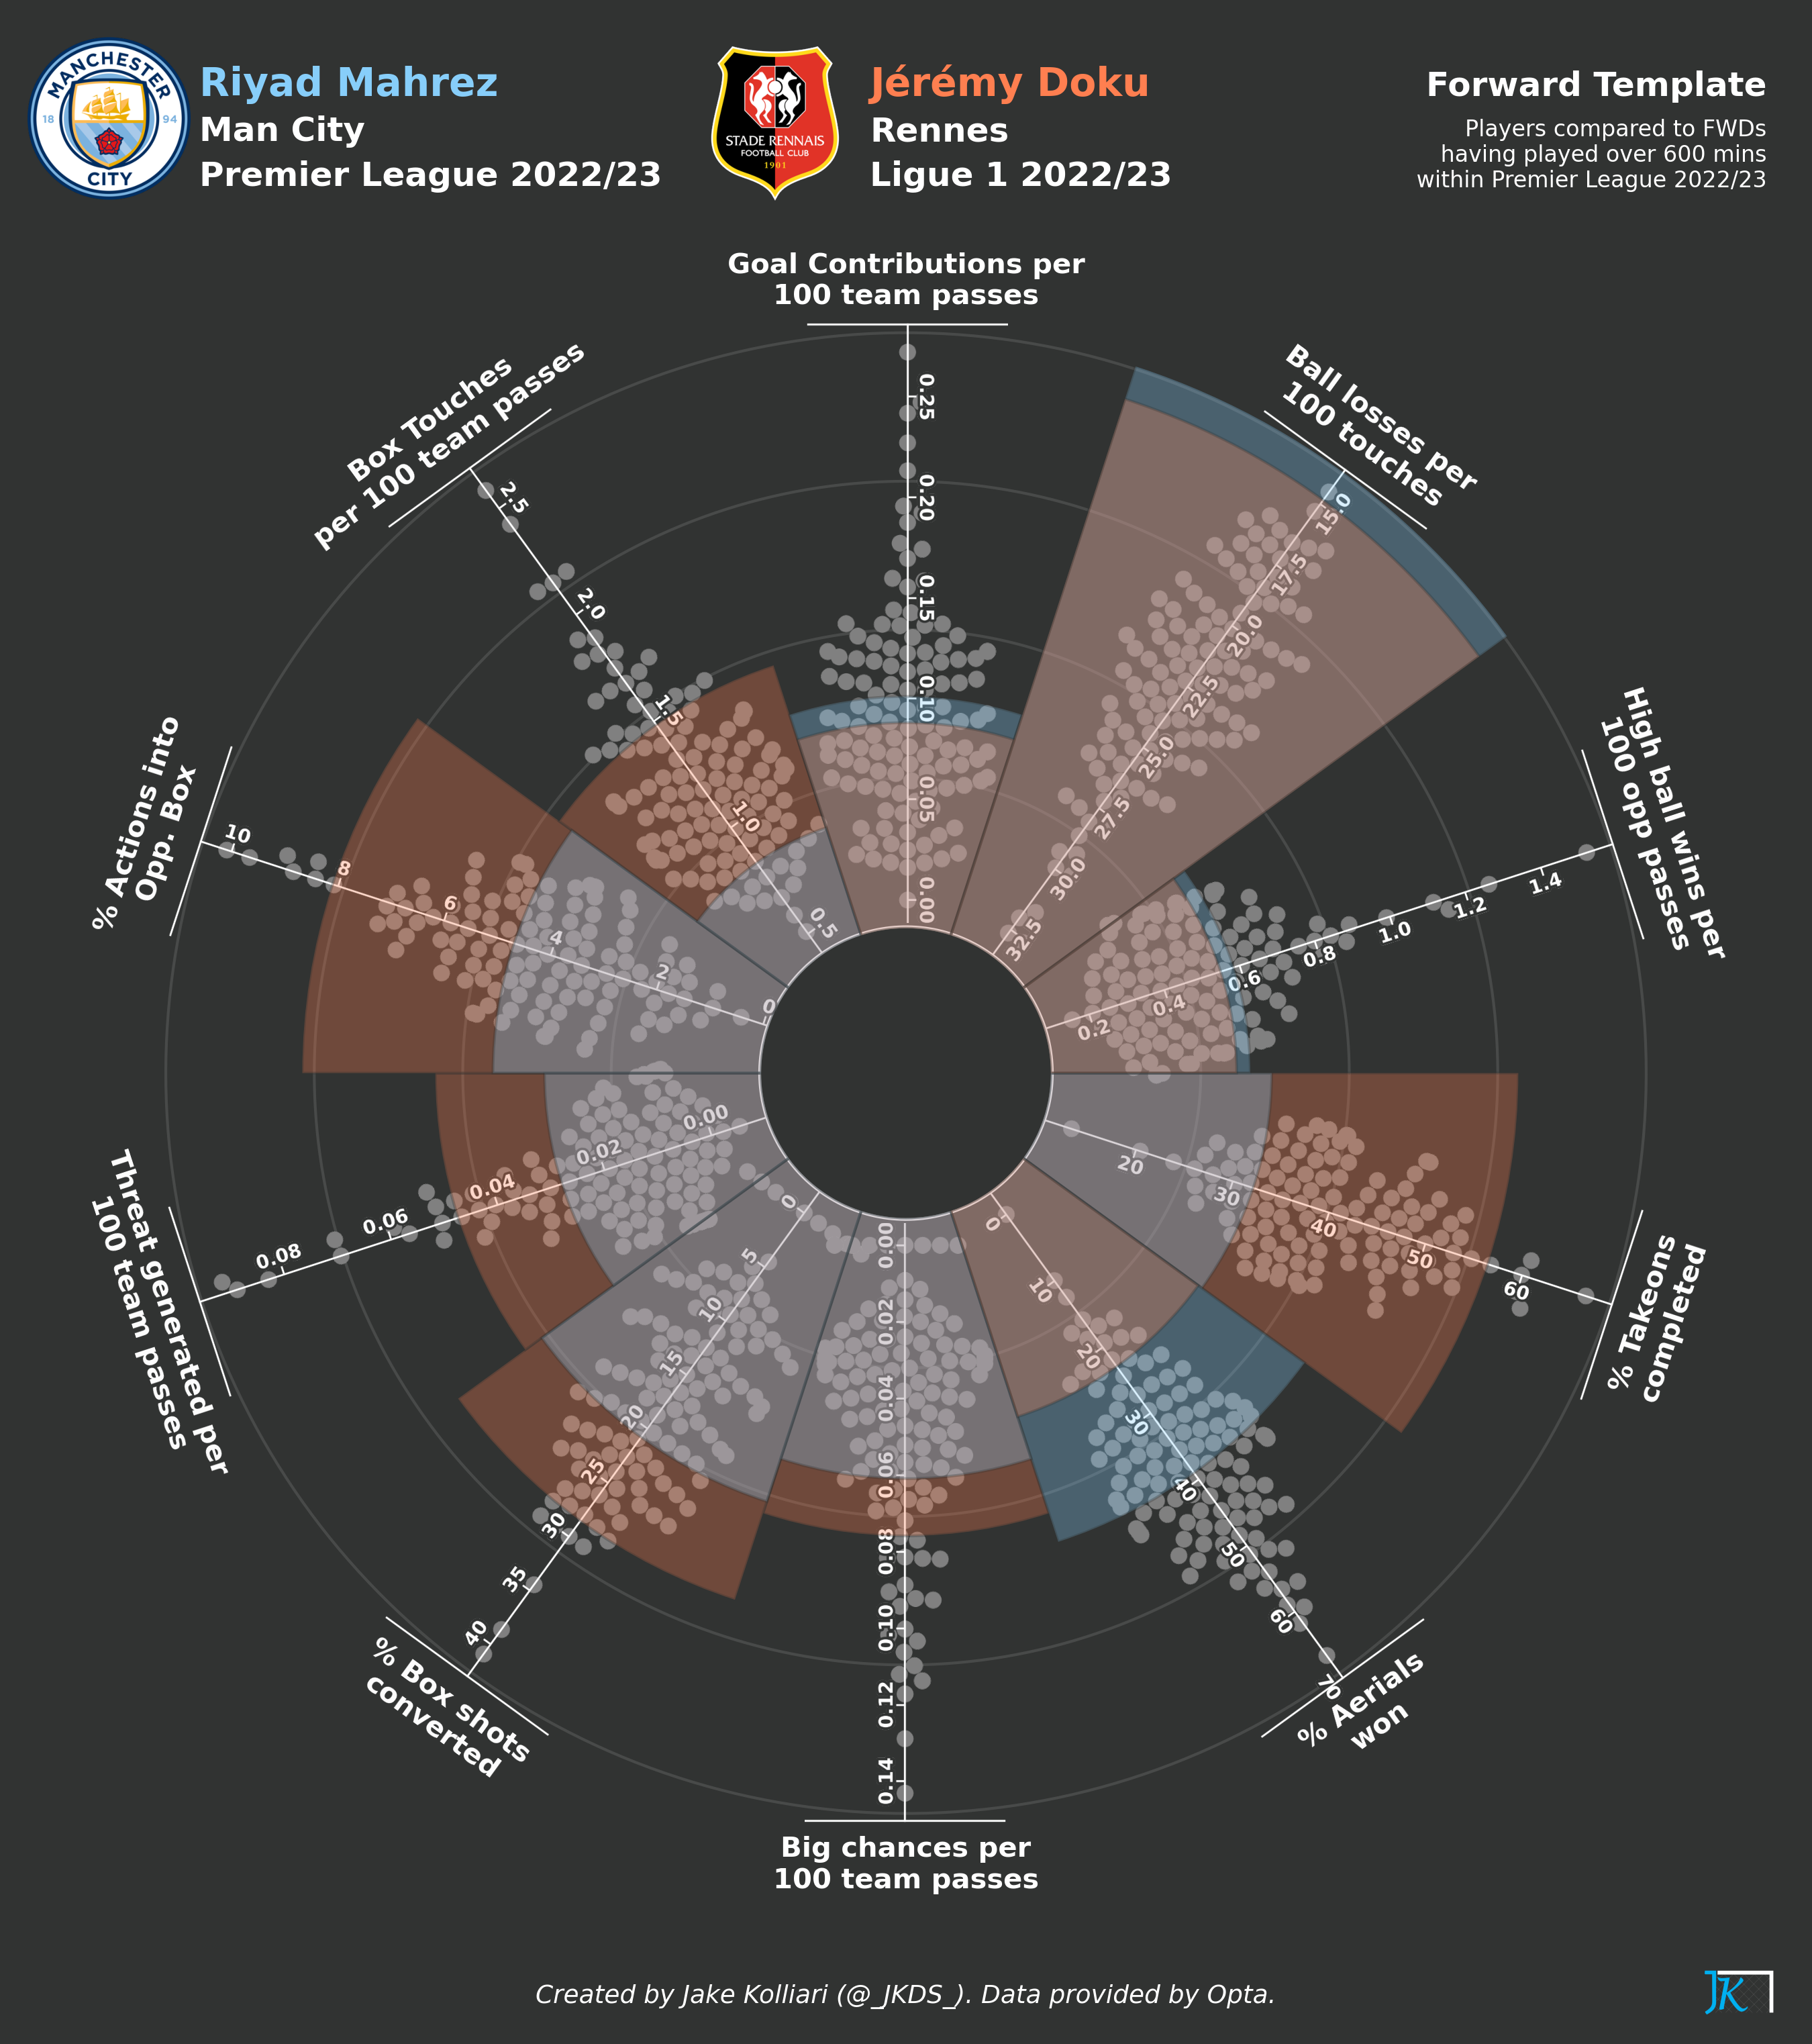 MANCHESTER
18 94
CITY
Riyad Mahrez
Man City
Premier League 2022/23
STADE RENNAIS
FOOTBALL CLUB
1901
Jérémy Doku
Rennes
Ligue 1 2022/23
Forward Template
Players compared to FWDs
having played over 600 mins
within Premier League 2022/23
Goal Contributions per
100 team passes
0.25
0.20
0.15
0.10
0.05
0.00
Ball losses per
100 touches
15.0
17.5
20.0
22.5
25.0
27.5
30.0
32.5
High ball wins per
100 opp passes
1.4
1.2
1.0
0.8
0.6
0.4
0.2
% Takeons
completed
20
30
40
50
60
% Aerials
won
0
10
20
30
40
50
60
70
Big chances per
100 team passes
0.00
0.02
0.04
0.06
0.08
0.10
0.12
0.14
% Box shots
converted
0
5
10
15
20
25
30
35
40
Threat generated per
100 team passes
0.00
0.02
0.04
0.06
0.08
% Actions into
Opp. Box
10
8
6
4
2
0
Box Touches
per 100 team passes
2.5
2.0
1.5
1.0
0.5
Created by Jake Kolliari (@_JKDS_). Data provided by Opta.
JK